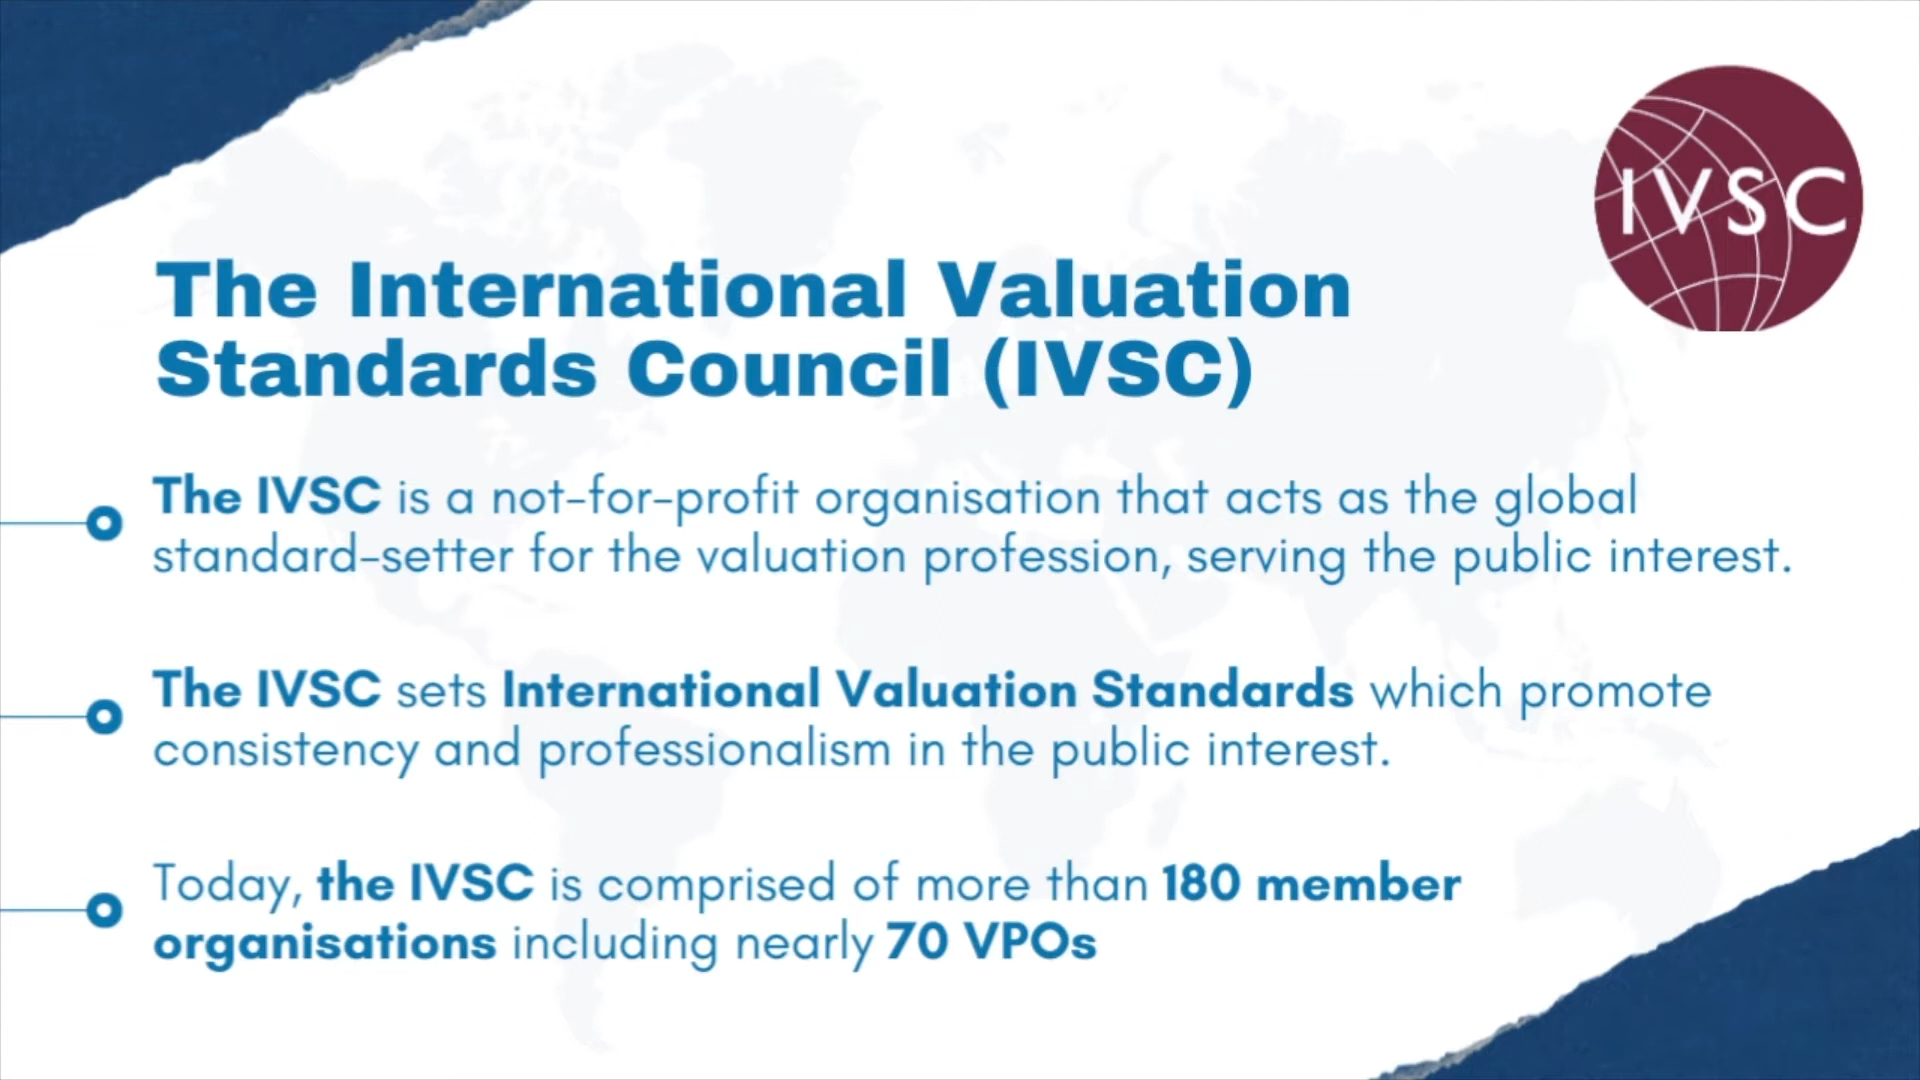 IVSC
The International Valuation
Standards Council (IVSC)
The IVSC is a not-for-profit organisation that acts as the global
standard-setter for the valuation profession, serving the public interest.
The IVSC sets International Valuation Standards which promote
consistency and professionalism in the public interest.
Today, the IVSC is comprised of more than 180 member
organisations including nearly 70 VPOs